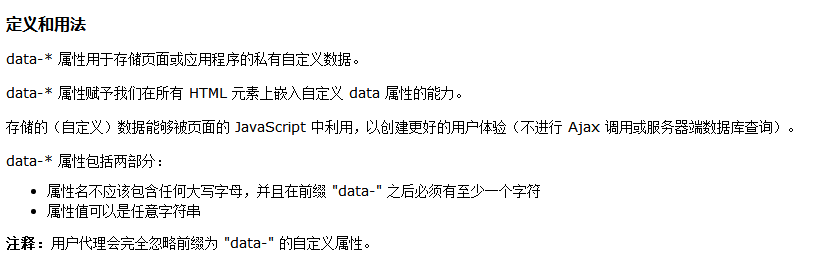 定义和用法
data-* 属性用于存储页面或应用程序的私有自定义数据。
data-* 属性赋予我们在所有 HTML 元素上嵌入自定义 data 属性的能力。
存储的（自定义）数据能够被页面的 JavaScript 中利用，以创建更好的用户体验（不进行 Ajax 调用或服务器端数据库查询）。
data-* 属性包括两部分：
• 属性名不应该包含任何大写字母，并且在前缀 "data-" 之后必须有至少一个字符
• 属性值可以是任意字符串
注释：用户代理会完全忽略前缀为 "data-" 的自定义属性。